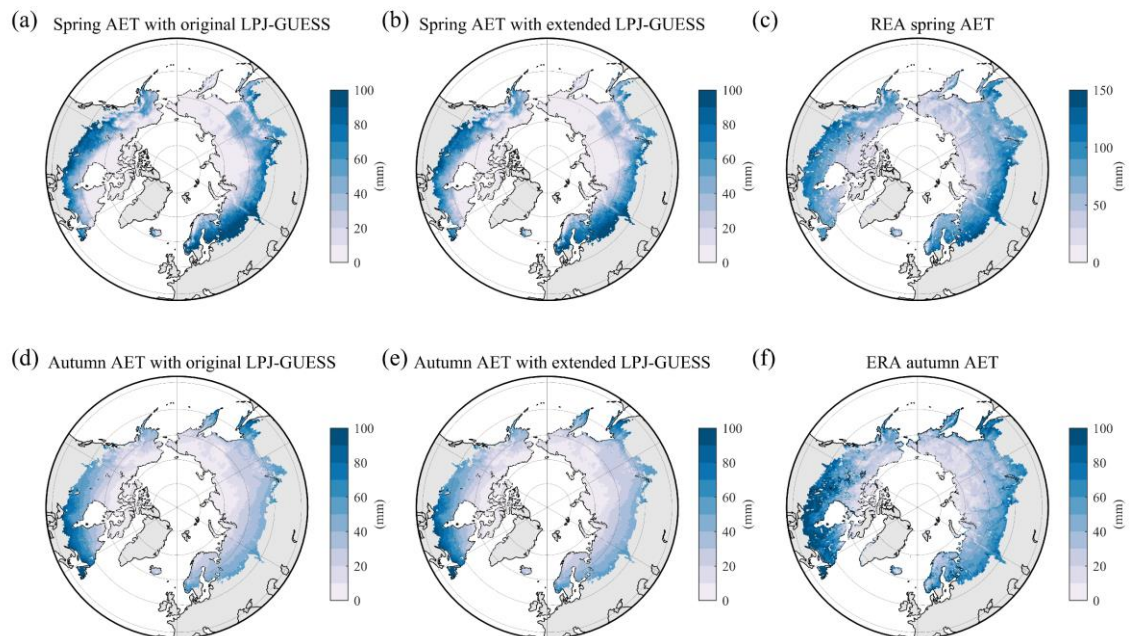 (a) Spring AET with original LPJ-GUESS
100
80
60
40
20
0
(mm)
(b) Spring AET with extended LPJ-GUESS
100
80
60
40
20
0
(mm)
(c) REA spring AET
150
100
50
0
(mm)
(d) Autumn AET with original LPJ-GUESS
100
80
60
40
20
0
(mm)
(e) Autumn AET with extended LPJ-GUESS
100
80
60
40
20
0
(mm)
(f) ERA autumn AET
100
80
60
40
20
0
(mm)